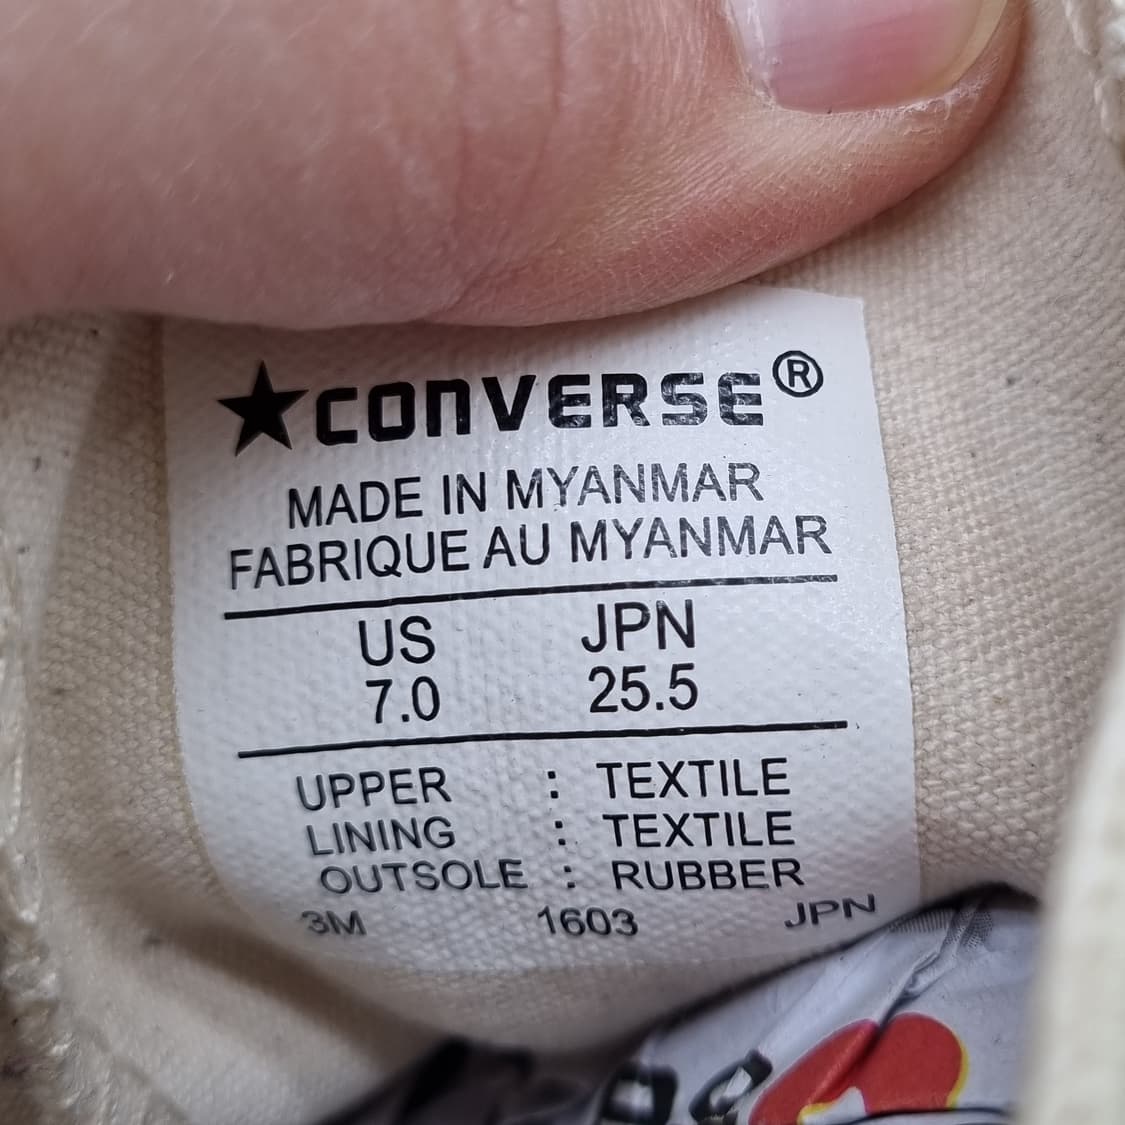 ★CONVERSE®
MADE IN MYANMAR
FABRIQUE AU MYANMAR
US JPN
7.0 25.5
UPPER : TEXTILE
LINING : TEXTILE
OUTSOLE : RUBBER
3M 1603 JPN